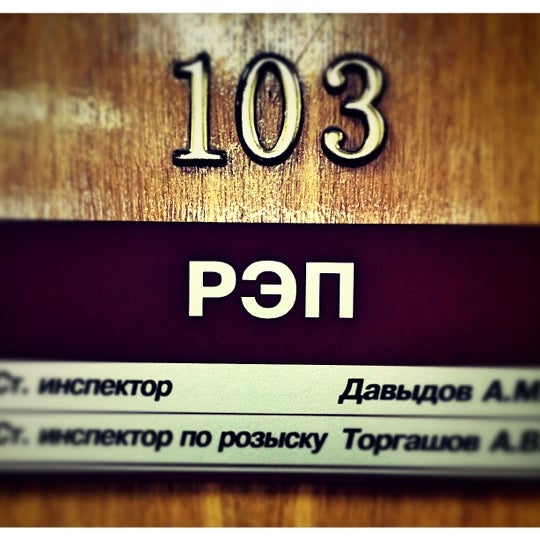 103
РЭП
Ст. инспектор Давыдов А.М
Ст. инспектор по розыску Торгашов А.В